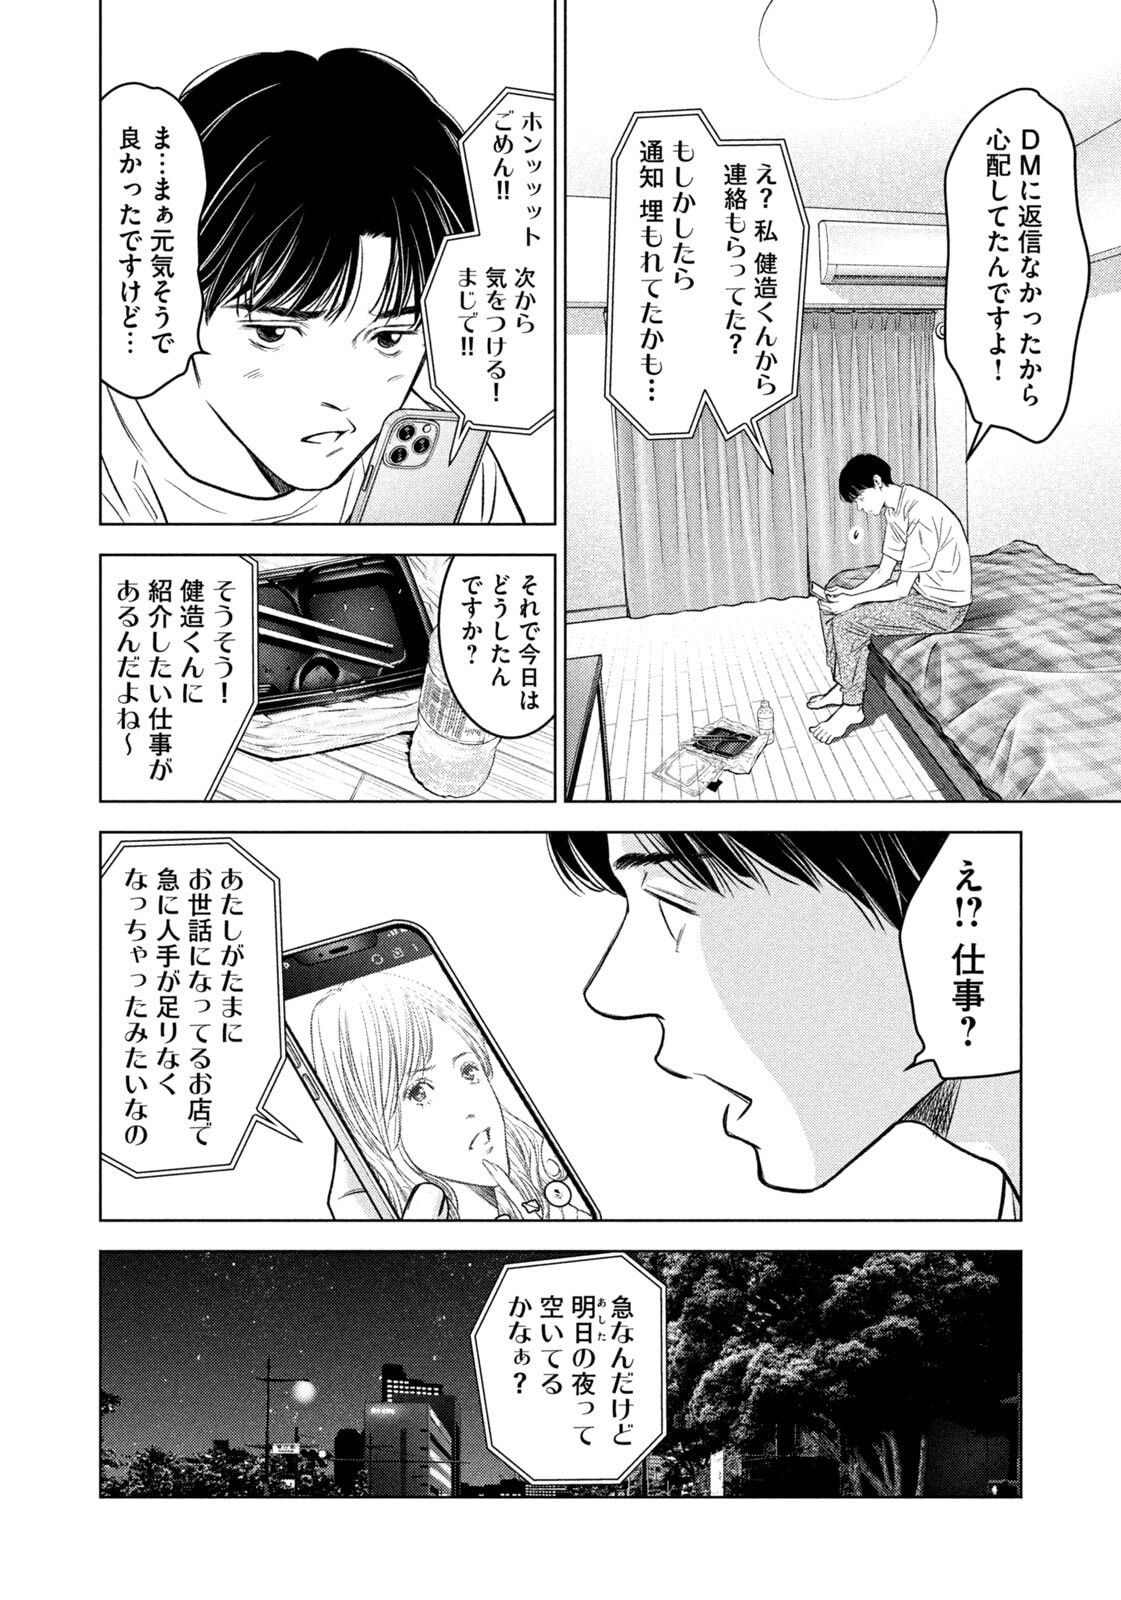 DMに返信なかったから
心配してたんですよ！
え？私 健造くんから
連絡もらってた？
もしかしたら
通知 埋もれてたかも…
ホンッッット
ごめん!!
次から
気をつける！
まじで!!
ま…まぁ元気そうで
良かったですけど…
それで今日は
どうしたん
ですか？
そうそう！
健造くんに
紹介したい仕事が
あるんだよね〜
え!?仕事？
あたしがたまに
お世話になってるお店で
急に人手が足りなく
なっちゃったみたいなの
急なんだけど
明日の夜って
あした
空いてる
かなぁ？